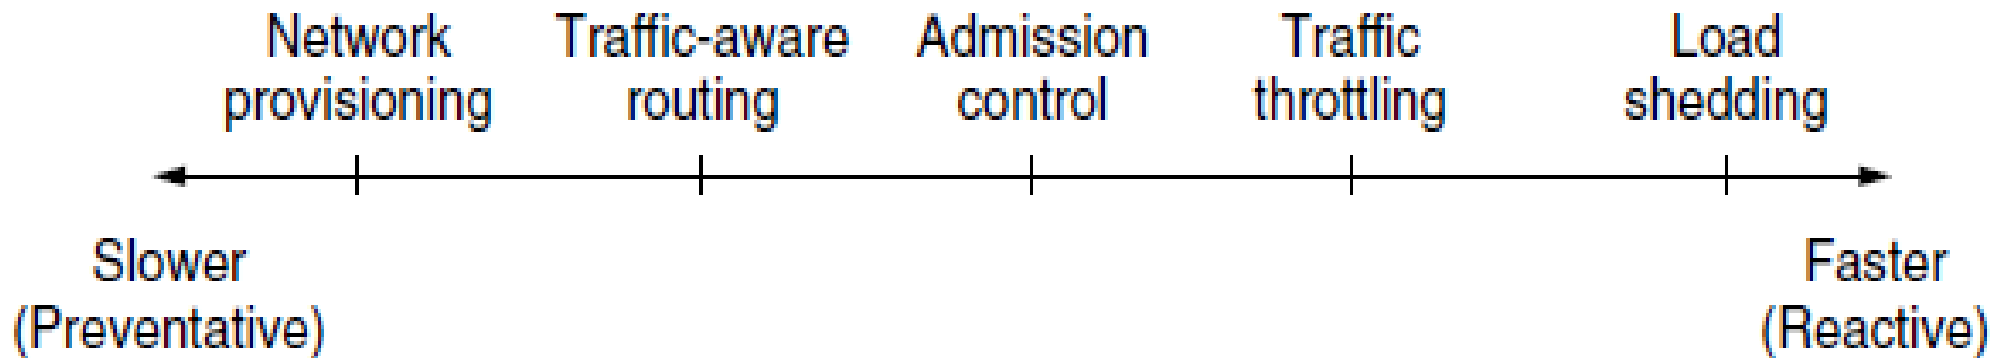 Network Traffic-aware Admission Traffic Load
provisioning routing control throttling shedding
Slower Faster
(Preventative) (Reactive)